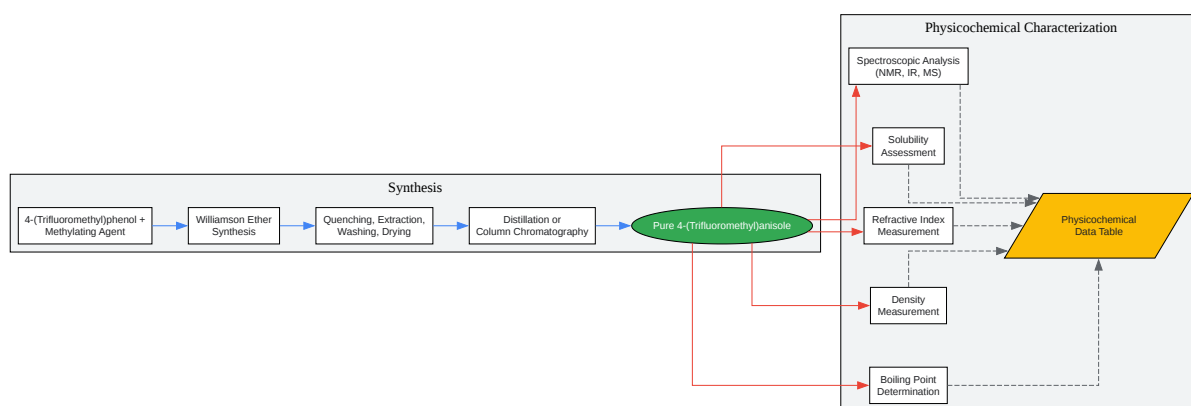 Physicochemical Characterization
Spectroscopic Analysis
(NMR, IR, MS)
Solubility
Assessment
Synthesis
4-(Trifluoromethyl)phenol +
Methylating Agent
Williamson Ether
Synthesis
Quenching, Extraction,
Washing, Drying
Distillation or
Column Chromatography
Pure 4-(Trifluoromethyl)anisole
Refractive Index
Measurement
Physicochemical
Data Table
Density
Measurement
Boiling Point
Determination